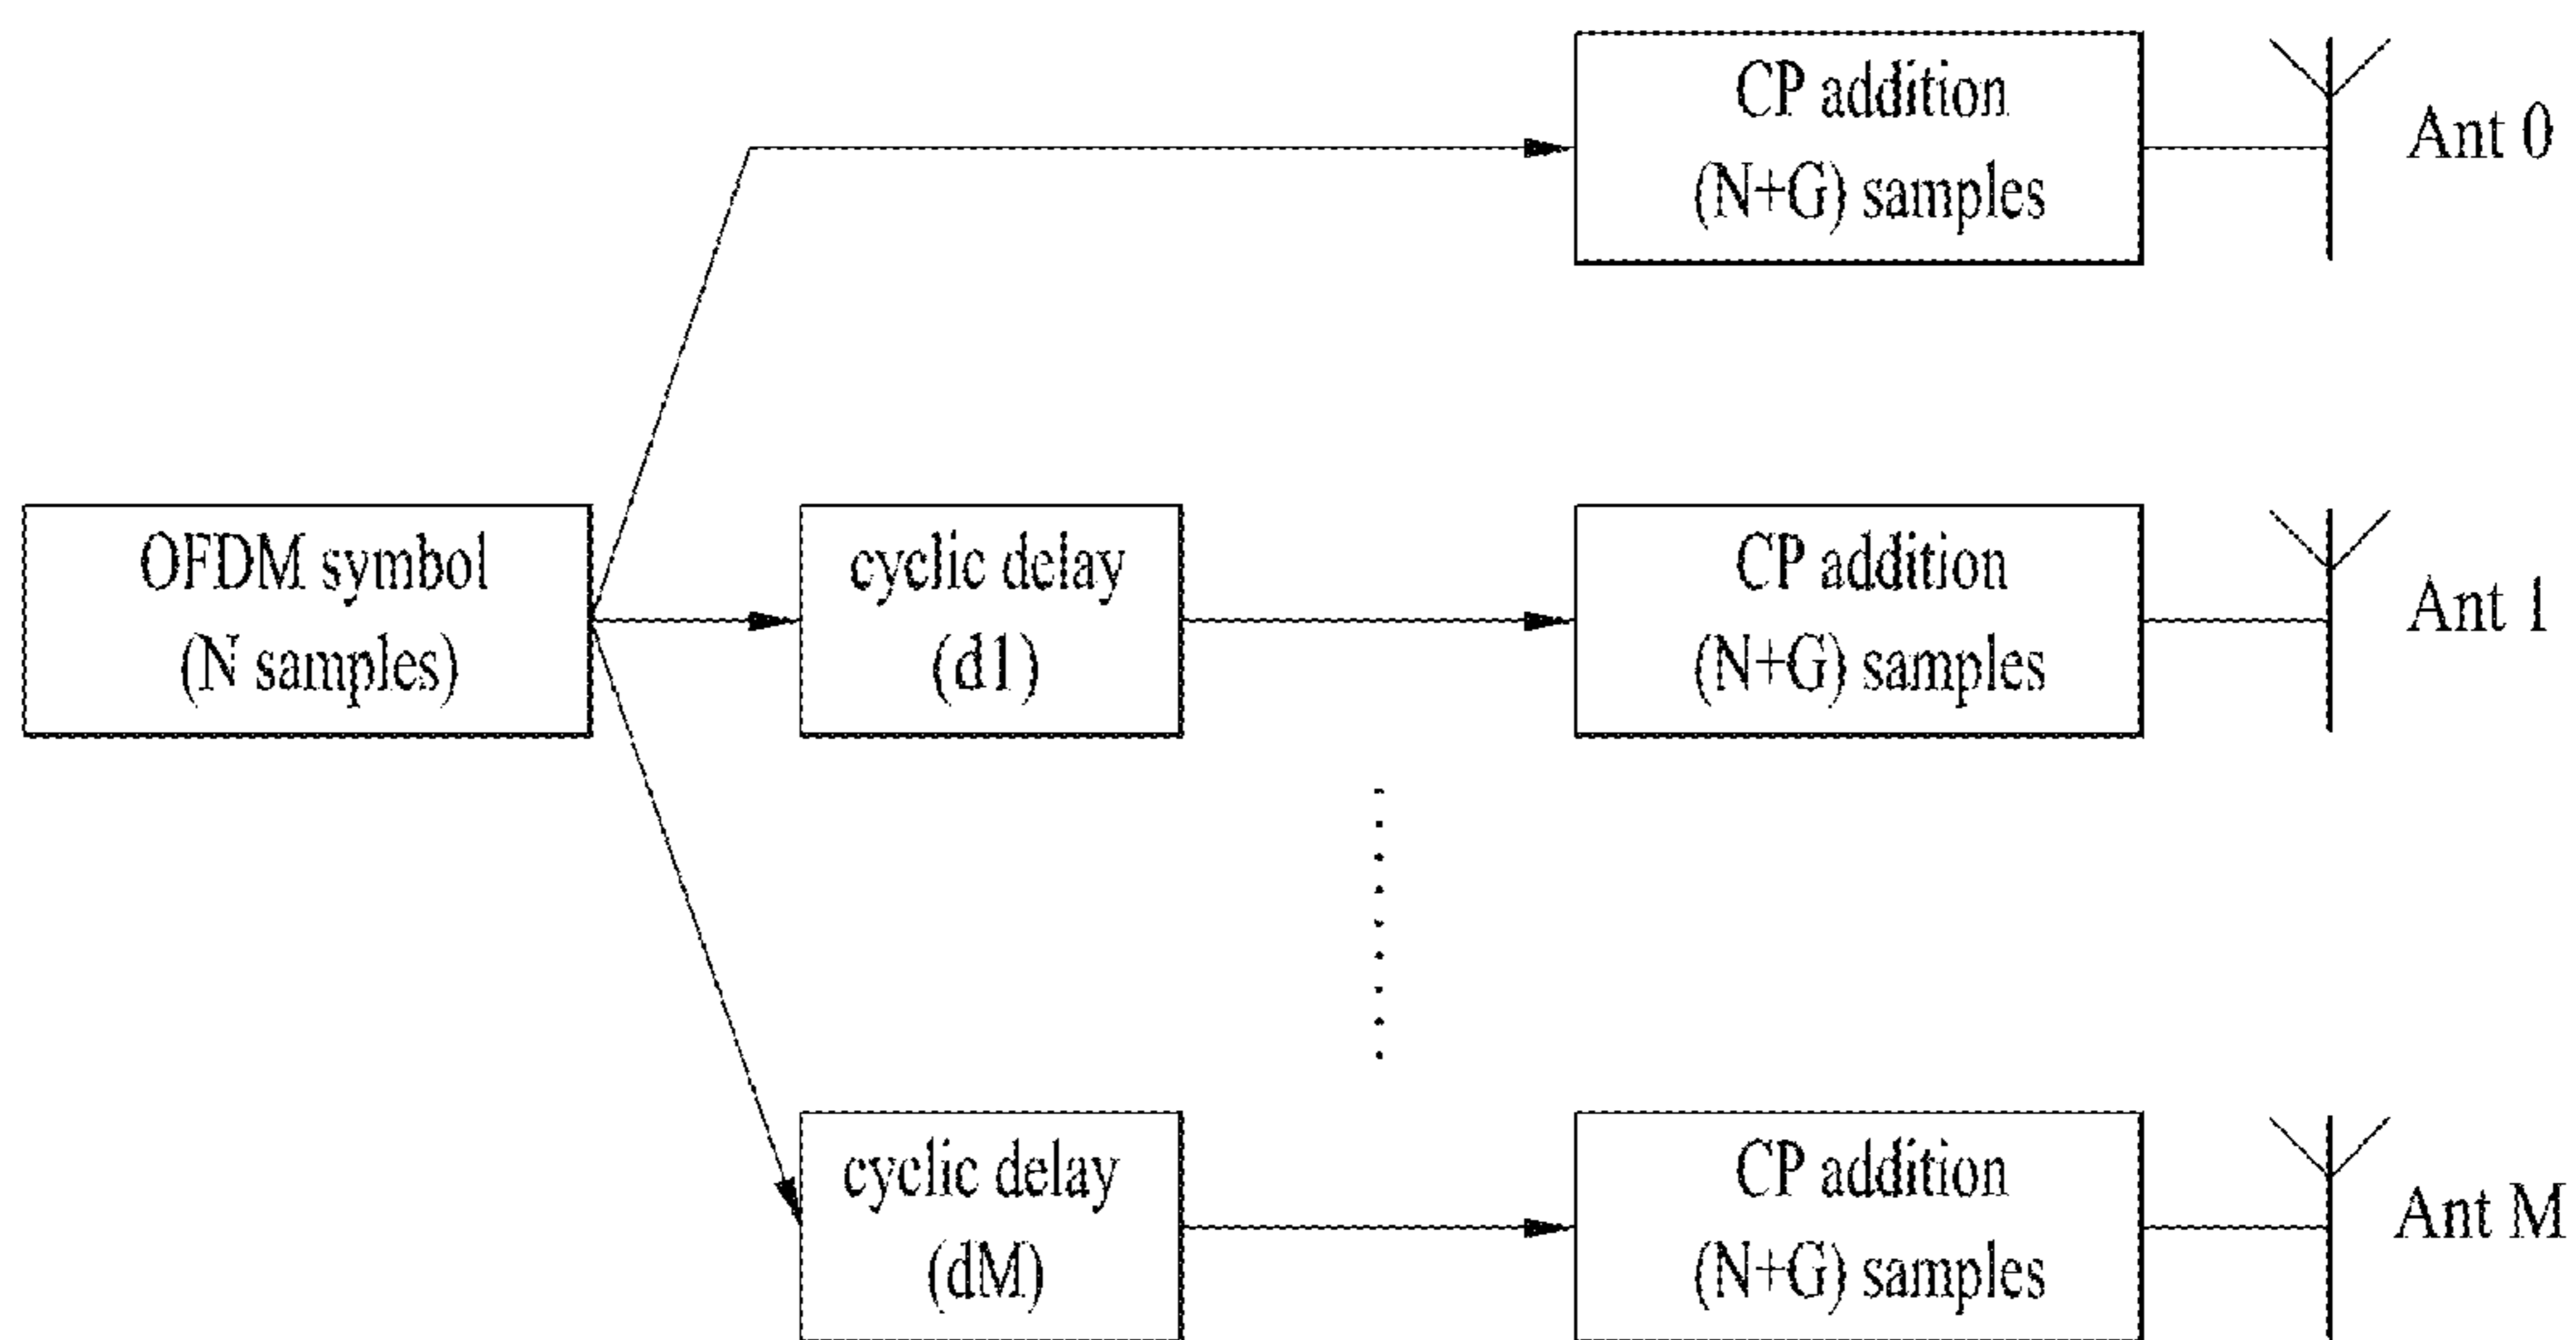 CP addition
(N+G) samples
Ant 0
OFDM symbol
(N samples)
cyclic delay
(d1)
CP addition
(N+G) samples
Ant 1
cyclic delay
(dM)
CP addition
(N+G) samples
Ant M